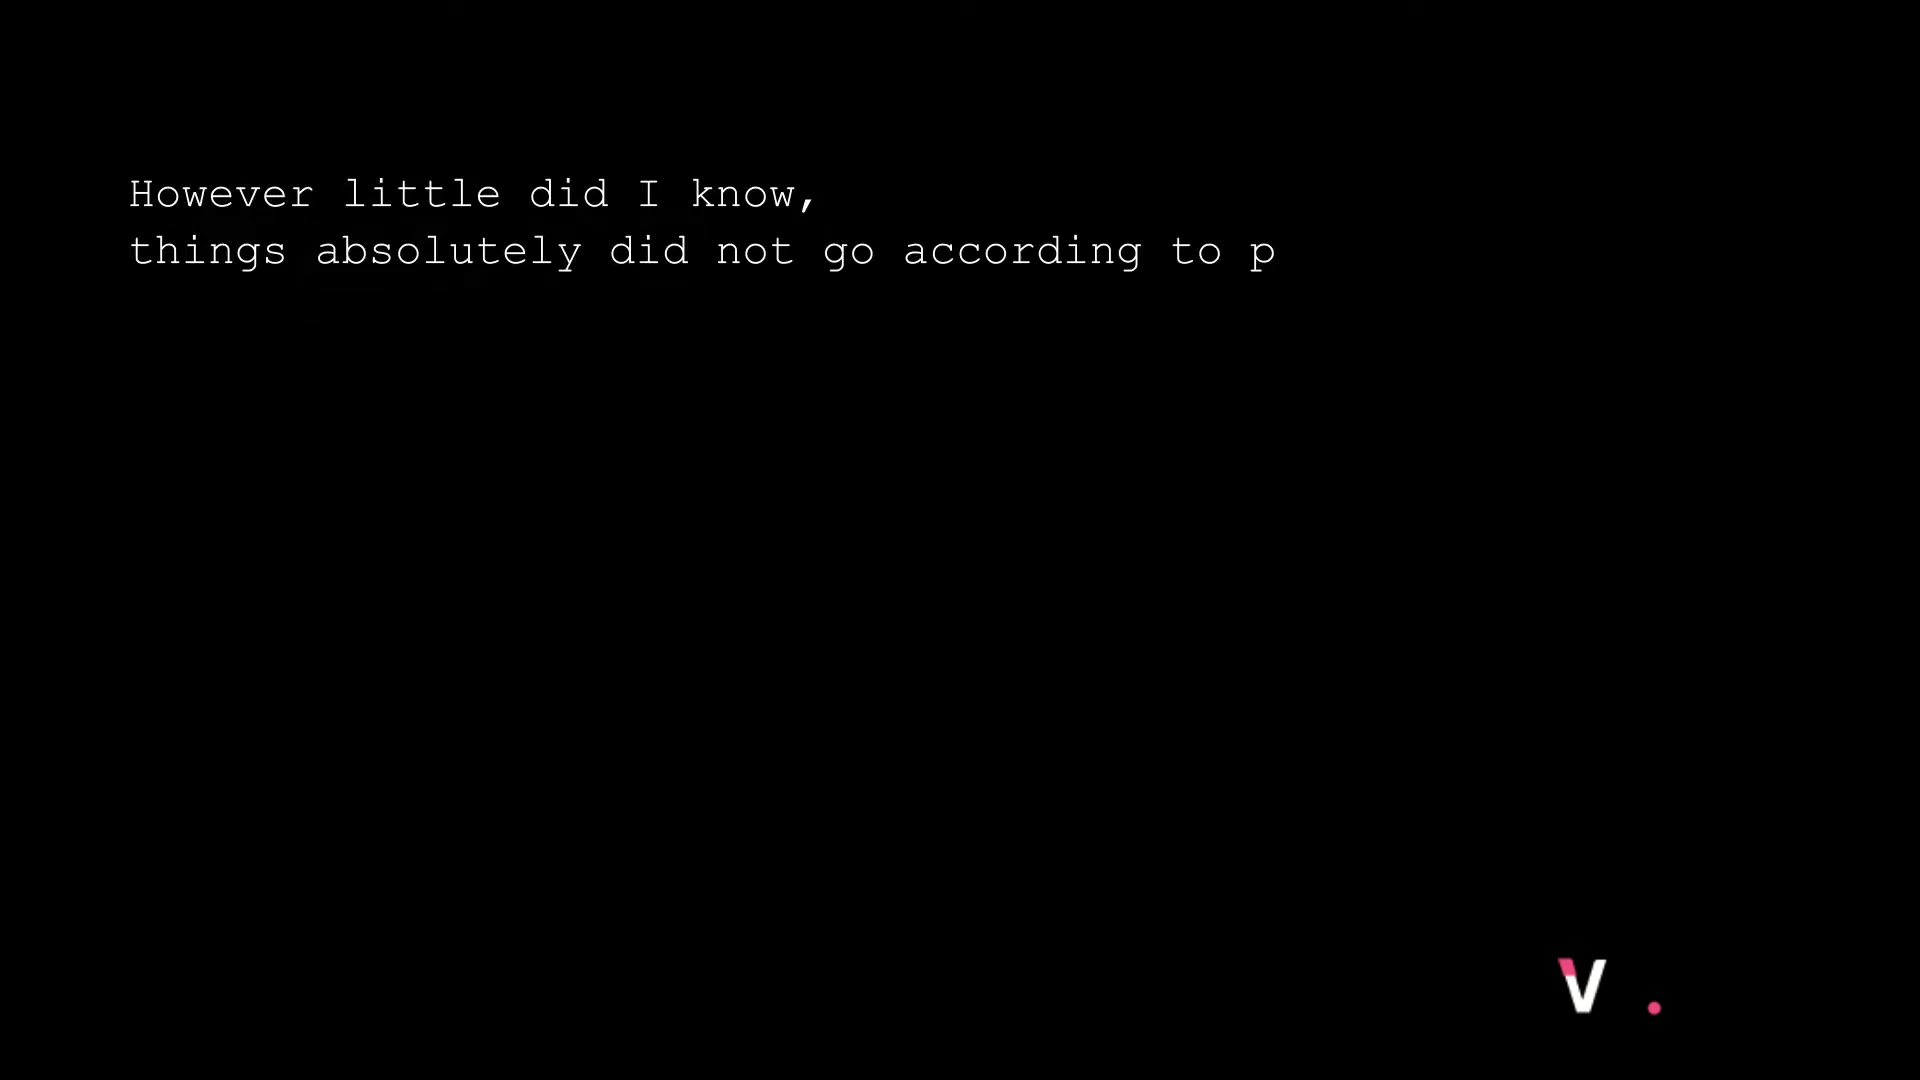 However little did I know,
things absolutely did not go according to p
V .